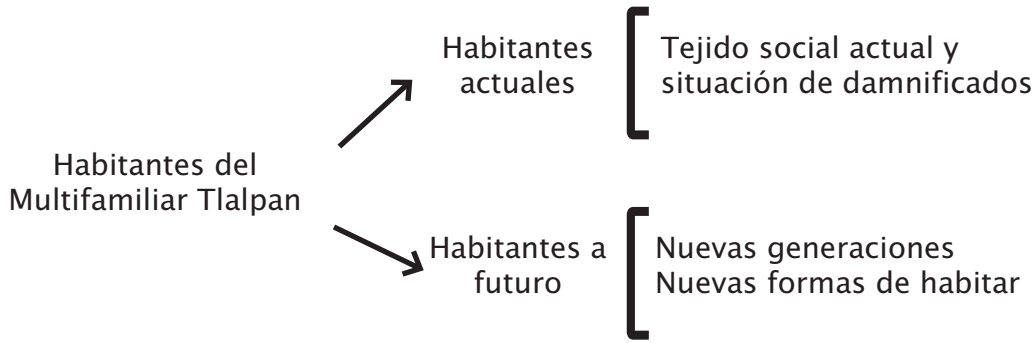 Habitantes del
Multifamiliar Tlalpan
Habitantes
actuales
Tejido social actual y
situación de damnificados
Habitantes a
futuro
Nuevas generaciones
Nuevas formas de habitar